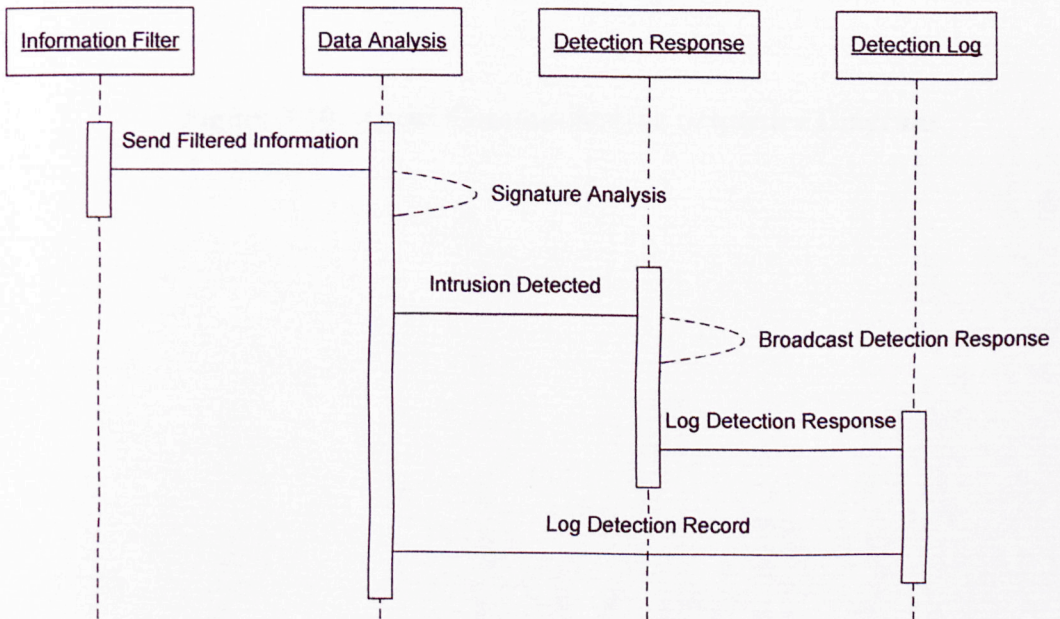 Information Filter
Data Analysis
Detection Response
Detection Log
Send Filtered Information
Signature Analysis
Intrusion Detected
Broadcast Detection Response
Log Detection Response
Log Detection Record